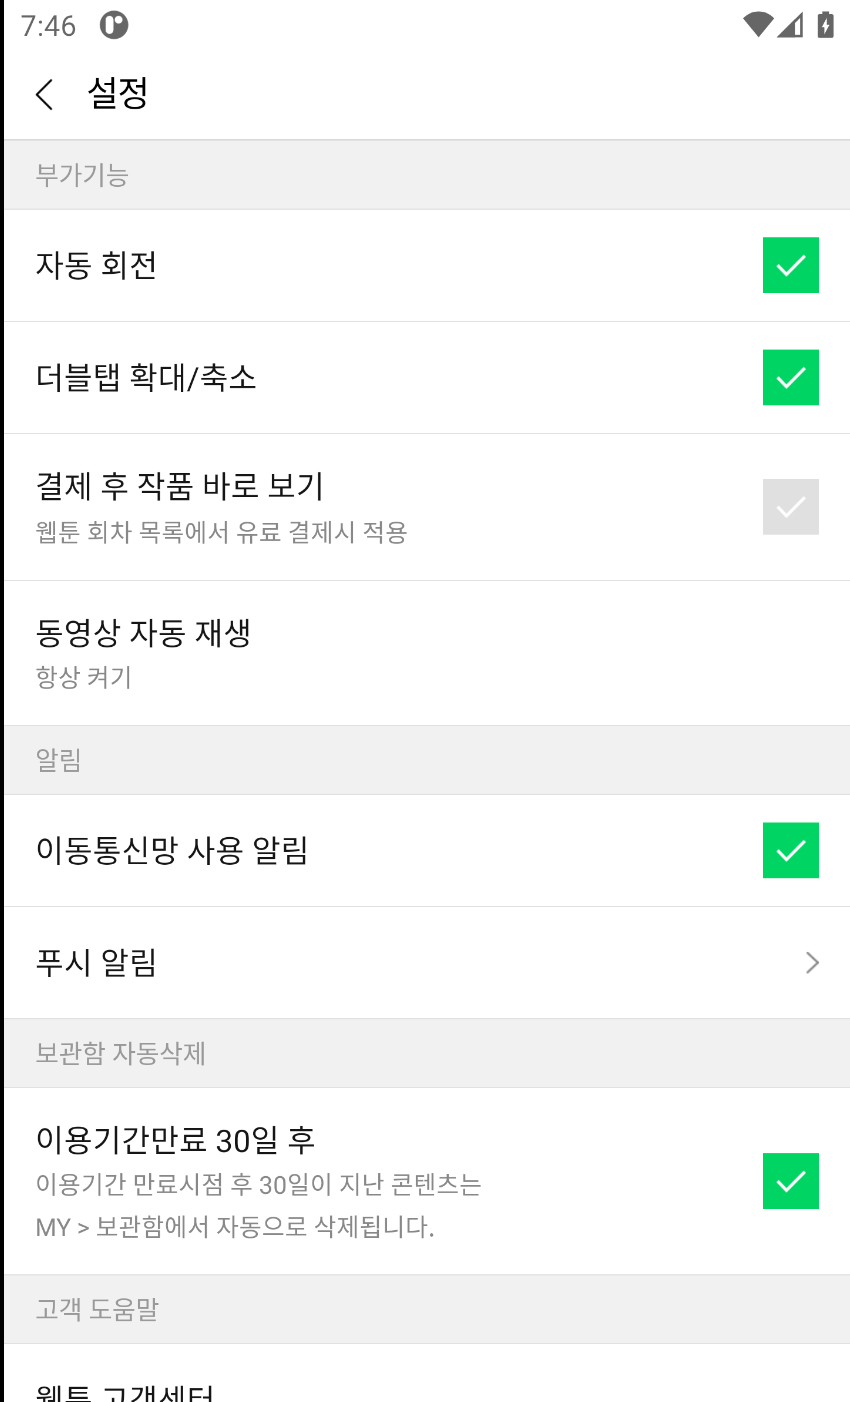 7:46
설정
부가기능
자동 회전
더블탭 확대/축소
결제 후 작품 바로 보기
웹툰 회차 목록에서 유료 결제시 적용
동영상 자동 재생
항상 켜기
알림
이동통신망 사용 알림
푸시 알림
보관함 자동삭제
이용기간만료 30일 후
이용기간 만료시점 후 30일이 지난 콘텐츠는
MY > 보관함에서 자동으로 삭제됩니다.
고객 도움말
웹툰 고객센터